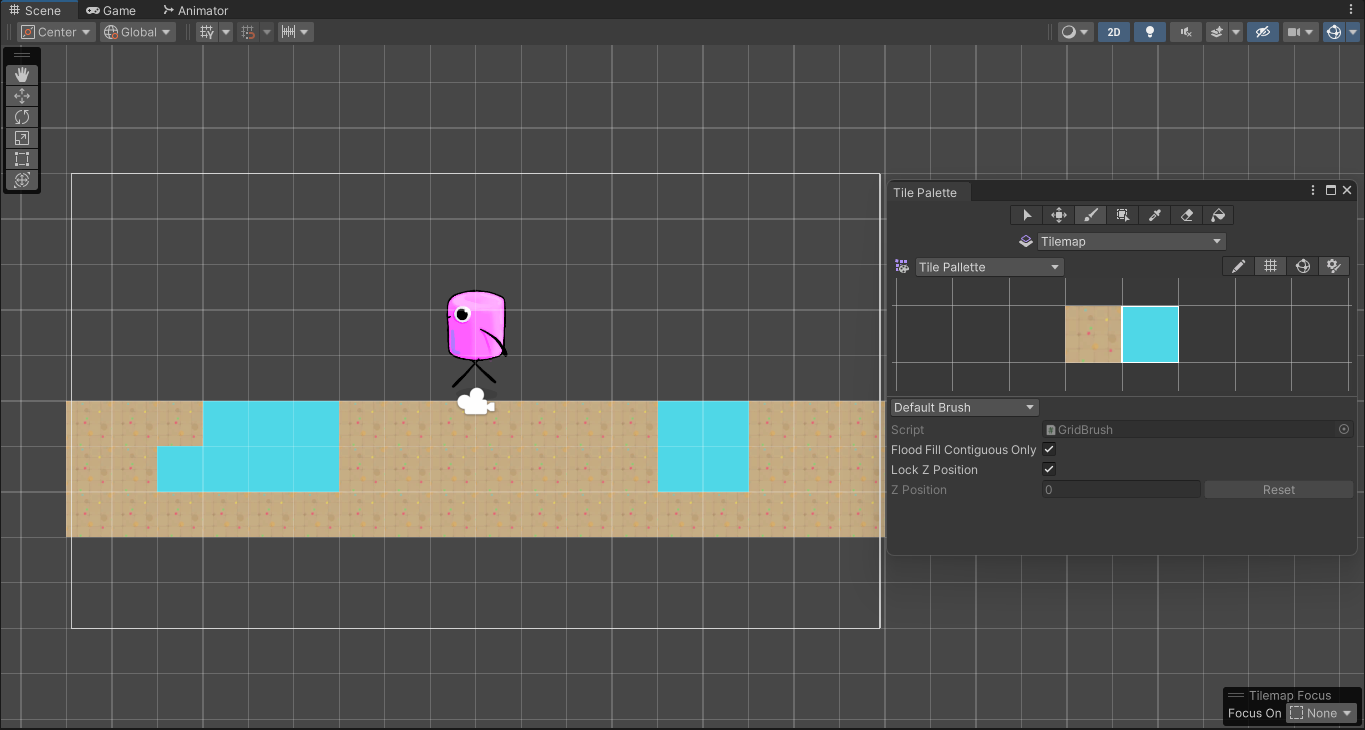 Scene Game Animator
Center Global 2D
Tile Palette
Tilemap
Tile Pallette
Default Brush
Script GridBrush
Flood Fill Contiguous Only
Lock Z Position
Z Position 0 Reset
Tilemap Focus
Focus On None